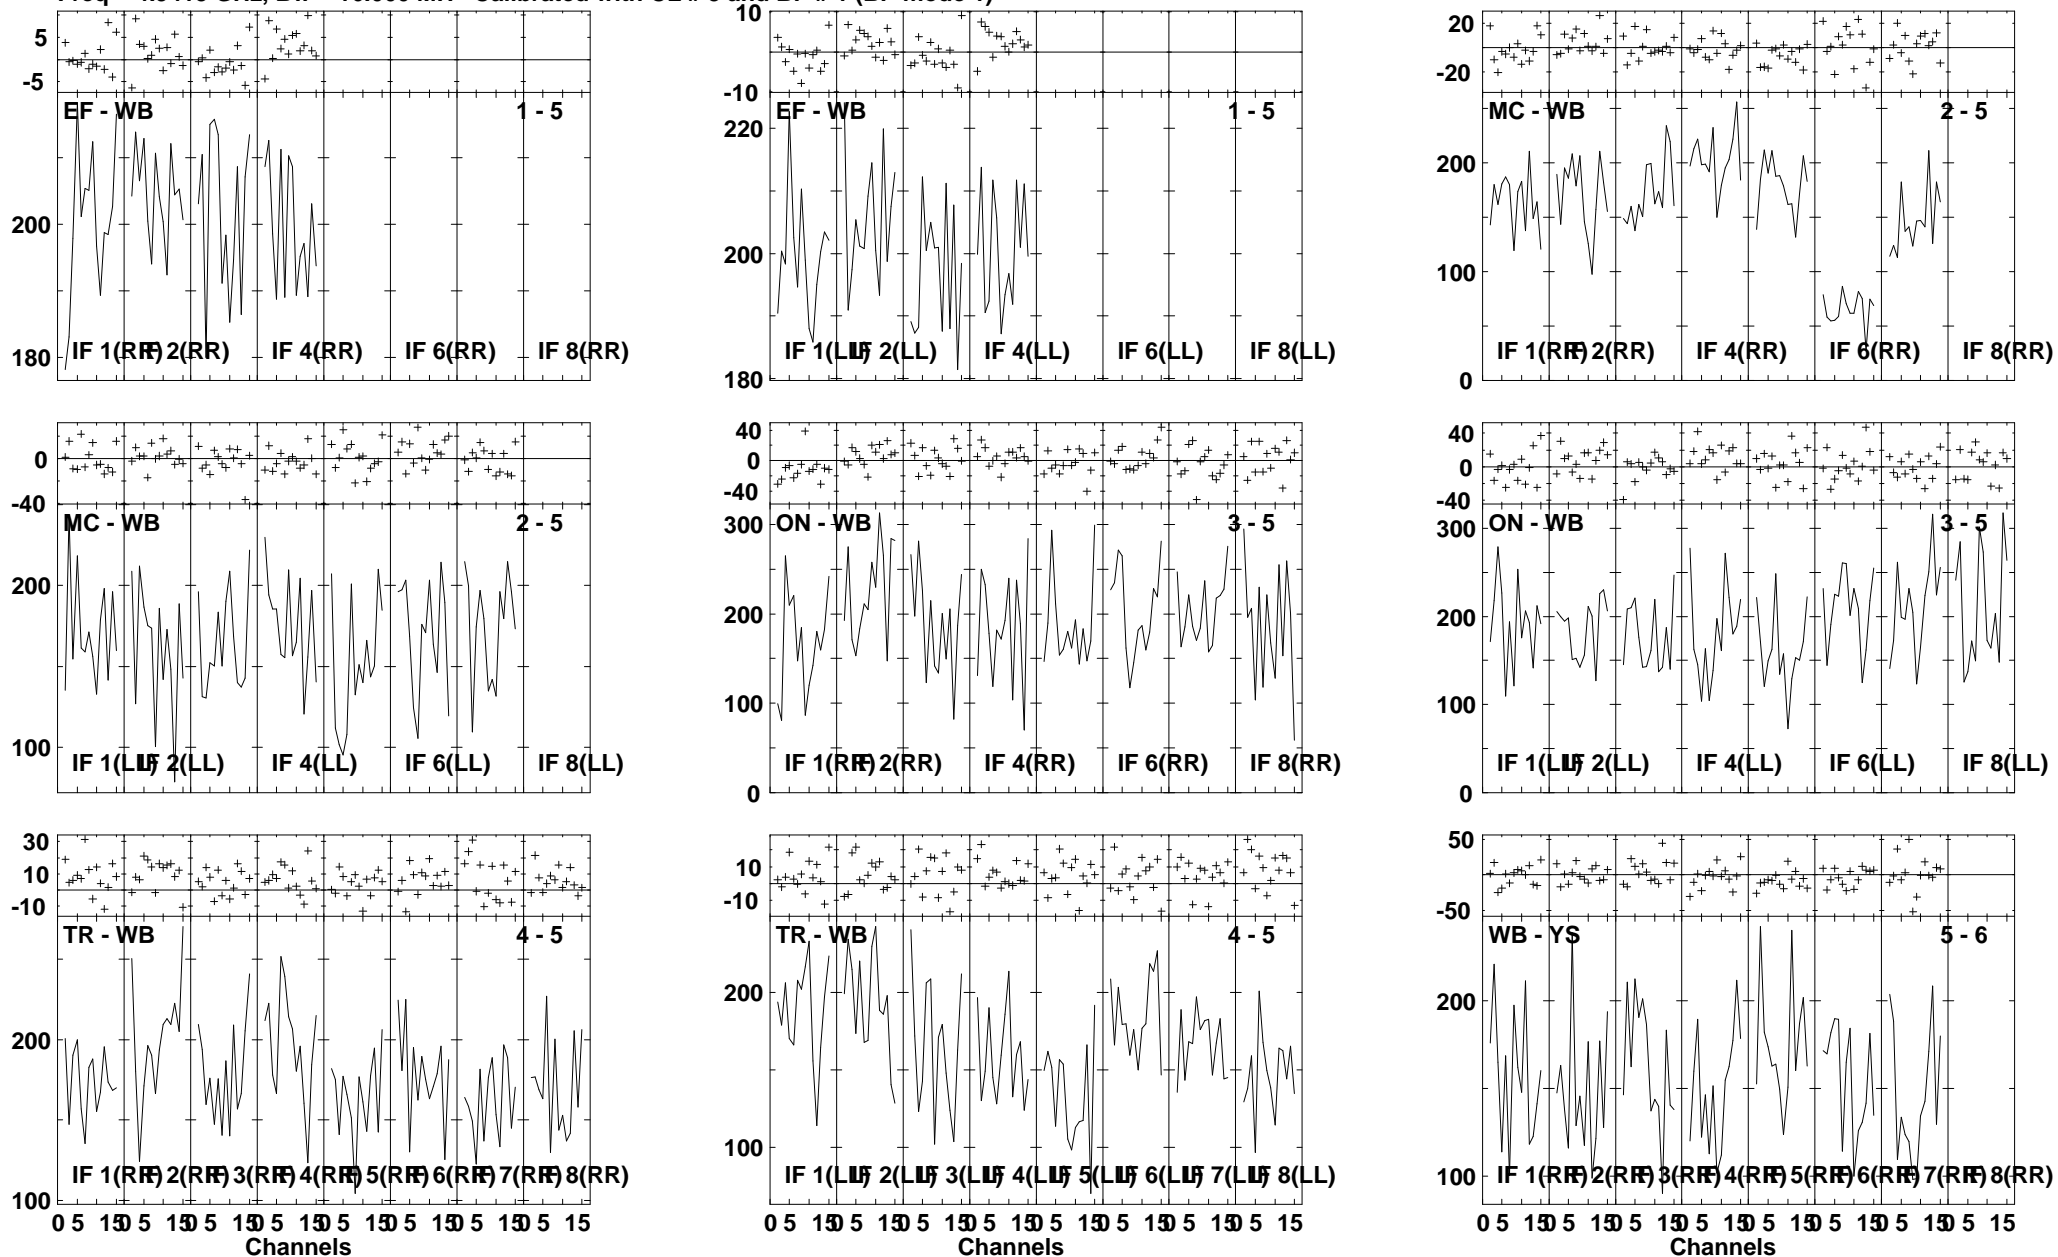 5
-5
EF - WB
1 - 5
200
180
IF 1(RR)
IF 2(RR)
IF 4(RR)
IF 6(RR)
IF 8(RR)
10
-10
EF - WB
1 - 5
220
200
180
IF 1(LL)
IF 2(LL)
IF 4(LL)
IF 6(LL)
IF 8(LL)
20
-20
MC - WB
2 - 5
200
100
0
IF 1(RR)
IF 2(RR)
IF 4(RR)
IF 6(RR)
IF 8(RR)
0
-40
MC - WB
2 - 5
200
100
IF 1(LL)
IF 2(LL)
IF 4(LL)
IF 6(LL)
IF 8(LL)
40
0
-40
ON - WB
3 - 5
300
200
100
0
IF 1(RR)
IF 2(RR)
IF 4(RR)
IF 6(RR)
IF 8(RR)
40
0
-40
ON - WB
3 - 5
300
200
100
0
IF 1(LL)
IF 2(LL)
IF 4(LL)
IF 6(LL)
IF 8(LL)
30
10
-10
TR - WB
4 - 5
200
100
IF 1(RR)
IF 2(RR)
IF 3(RR)
IF 4(RR)
IF 5(RR)
IF 6(RR)
IF 7(RR)
IF 8(RR)
0 5 15 0 5 15 0 5 15 0 5 15 0 5 15 0 5 15 0 5 15 0 5 15
Channels
10
-10
TR - WB
4 - 5
200
100
IF 1(LL)
IF 2(LL)
IF 3(LL)
IF 4(LL)
IF 5(LL)
IF 6(LL)
IF 7(LL)
IF 8(LL)
0 5 15 0 5 15 0 5 15 0 5 15 0 5 15 0 5 15 0 5 15 0 5 15
Channels
50
-50
WB - YS
5 - 6
200
100
IF 1(RR)
IF 2(RR)
IF 3(RR)
IF 4(RR)
IF 5(RR)
IF 6(RR)
IF 7(RR)
IF 8(RR)
0 5 15 0 5 15 0 5 15 0 5 15 0 5 15 0 5 15 0 5 15 0 5 15
Channels